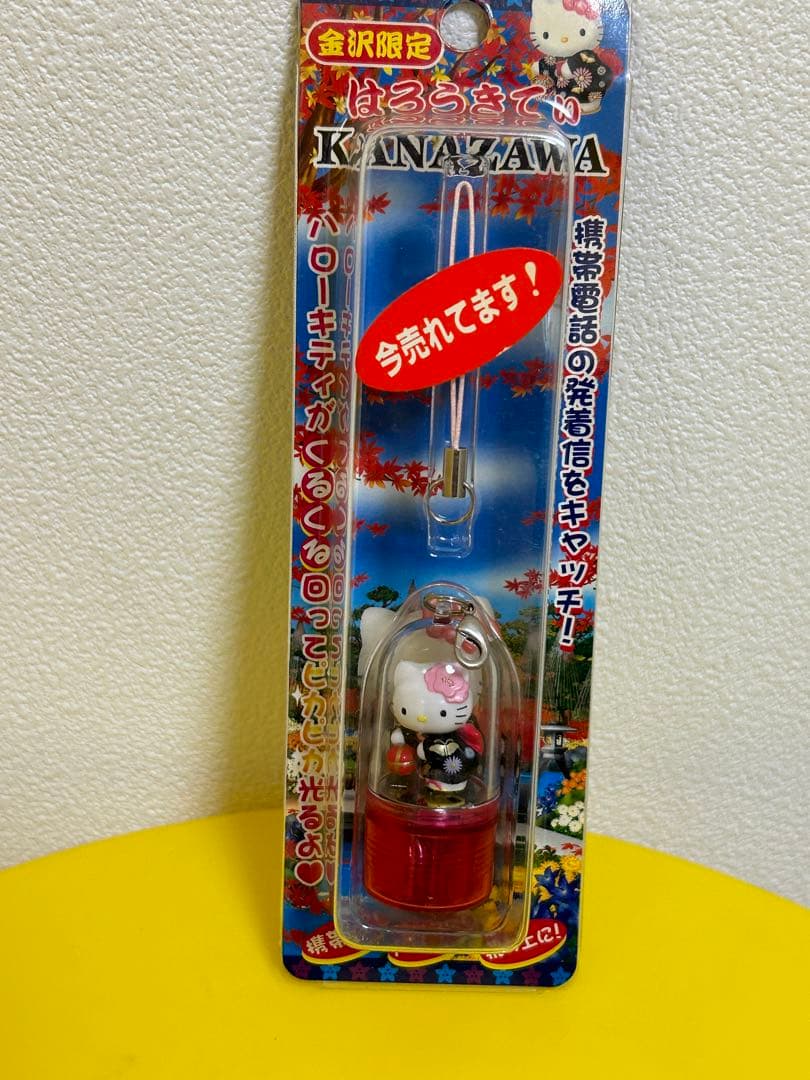 金沢限定
はろうきてぃ
KANAZAWA
携帯電話の発着信をキャッチ!
今売れてます!
ハローキティがくるくる回ってピカピカ光るよ♥
携帯